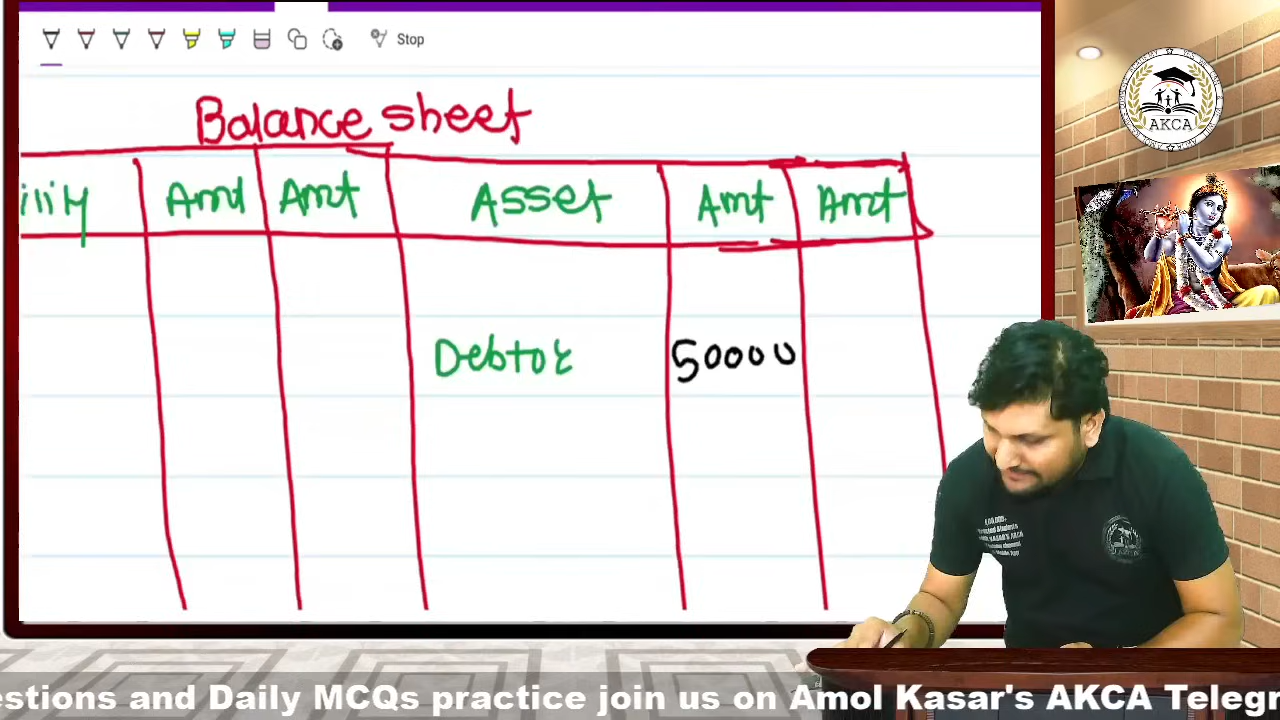 Stop
Balance sheet
Amt Amt Asset Amt Amt
Debtor 50000
AKCA
estions and Daily MCQs practice join us on Amol Kasar's AKCA Telegr